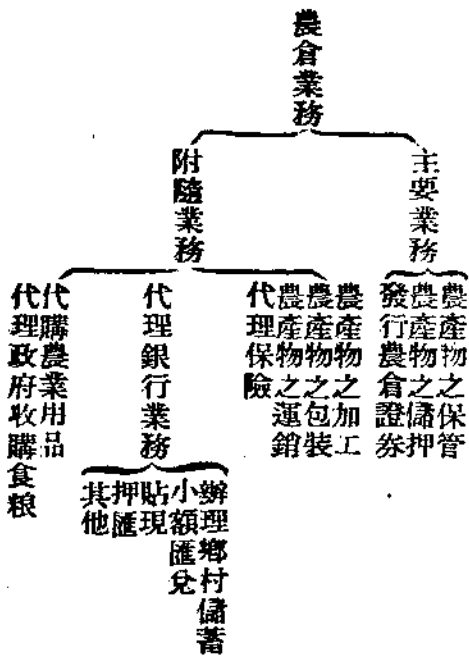 農倉業務
主要業務
農產物之保管
農產物之儲押
發行農倉證券
附隨業務
農產物之加工
農產物之包裝
農產物之運銷
代理保險
代理銀行業務
辦理鄉村儲蓄
小額匯兌
貼現
押匯
其他
代購農業用品
代理政府收購食粮